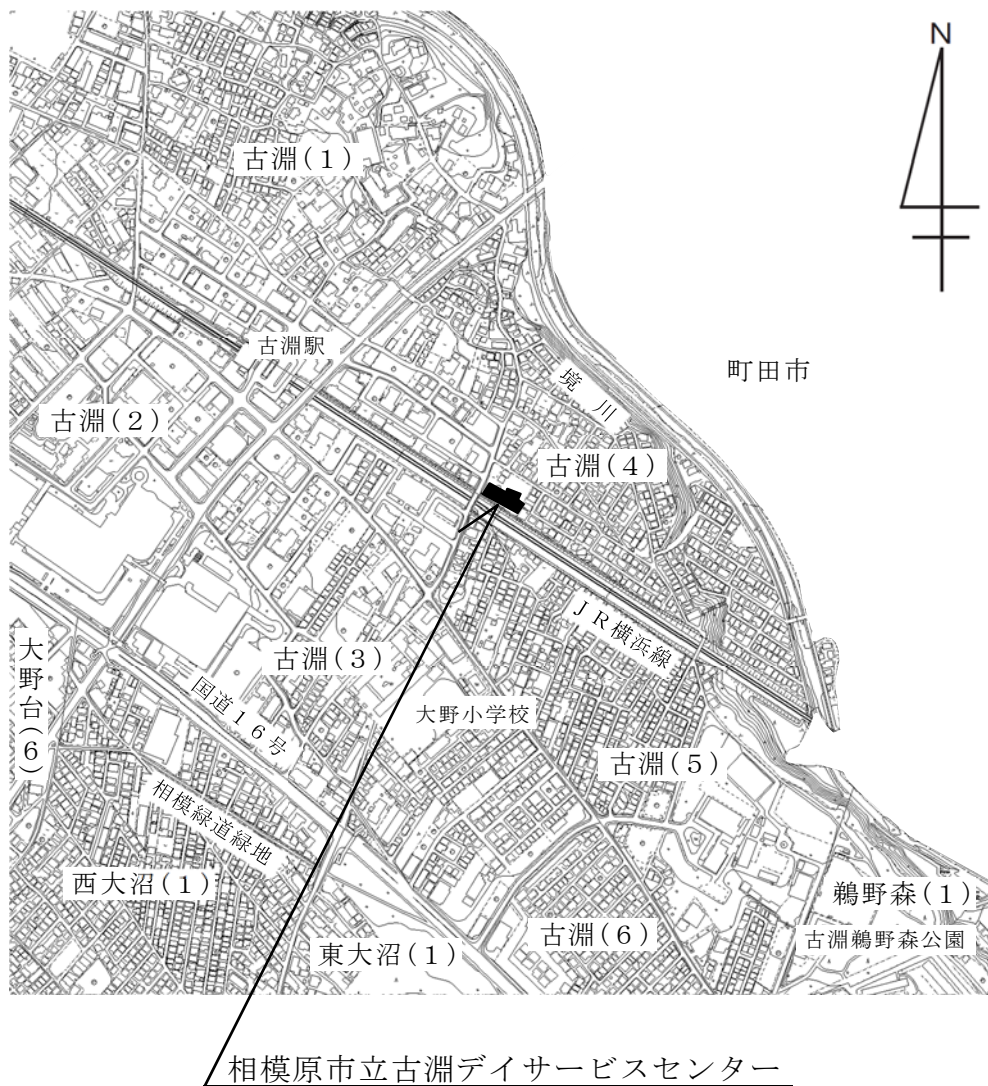 N
古淵(１)
古淵駅
町田市
境川
古淵(２)
古淵(４)
ＪＲ横浜線
古淵(３)
大野台(６)
国道１６号
大野小学校
古淵(５)
相模緑道緑地
西大沼(１)
鵜野森(１)
古淵(６)
古淵鵜野森公園
東大沼(１)
相模原市立古淵デイサービスセンター